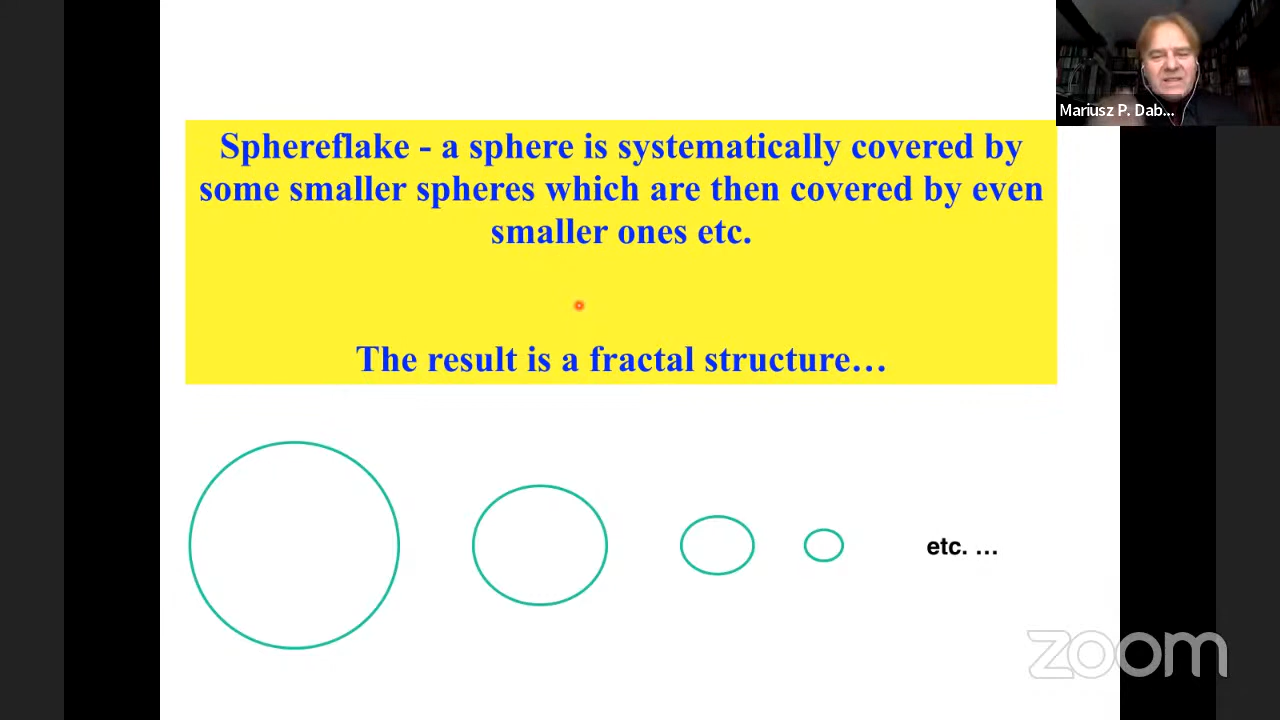 Mariusz P. Dab...
Sphereflake - a sphere is systematically covered by
some smaller spheres which are then covered by even
smaller ones etc.
The result is a fractal structure…
etc. …
zoom